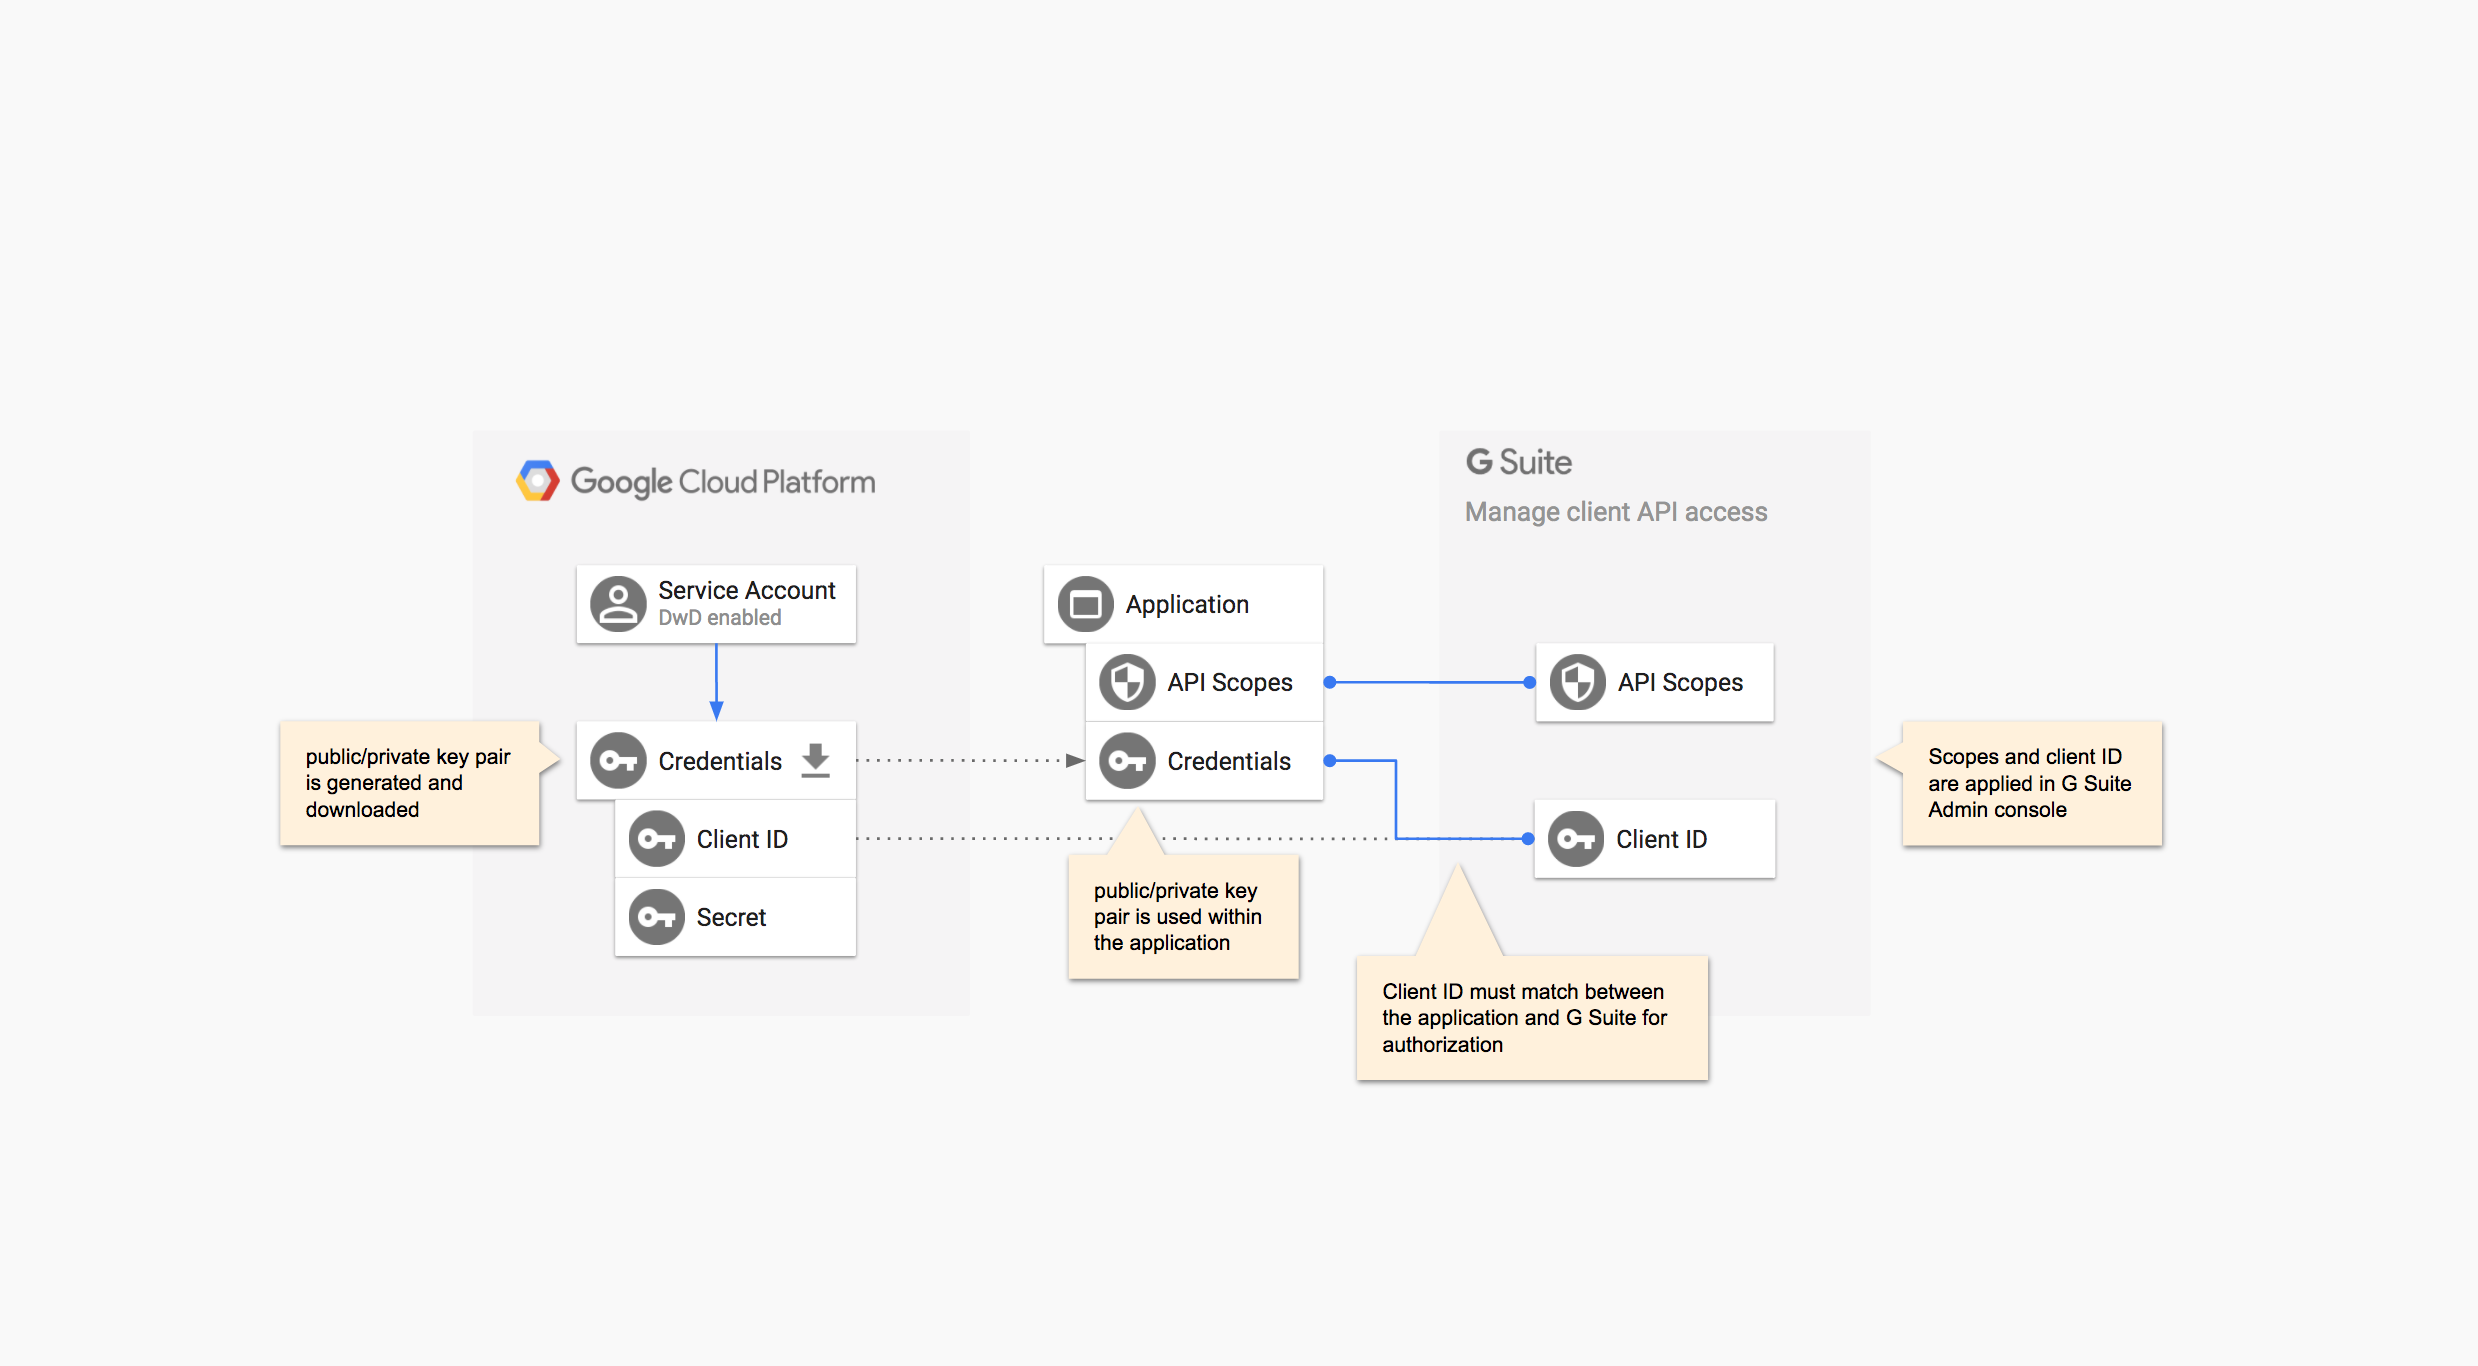 Google Cloud Platform
Service Account
DwD enabled
public/private key pair
is generated and
downloaded
Credentials
Client ID
Secret
Application
API Scopes
Credentials
public/private key
pair is used within
the application
G Suite
Manage client API access
API Scopes
Client ID
Client ID must match between
the application and G Suite for
authorization
Scopes and client ID
are applied in G Suite
Admin console